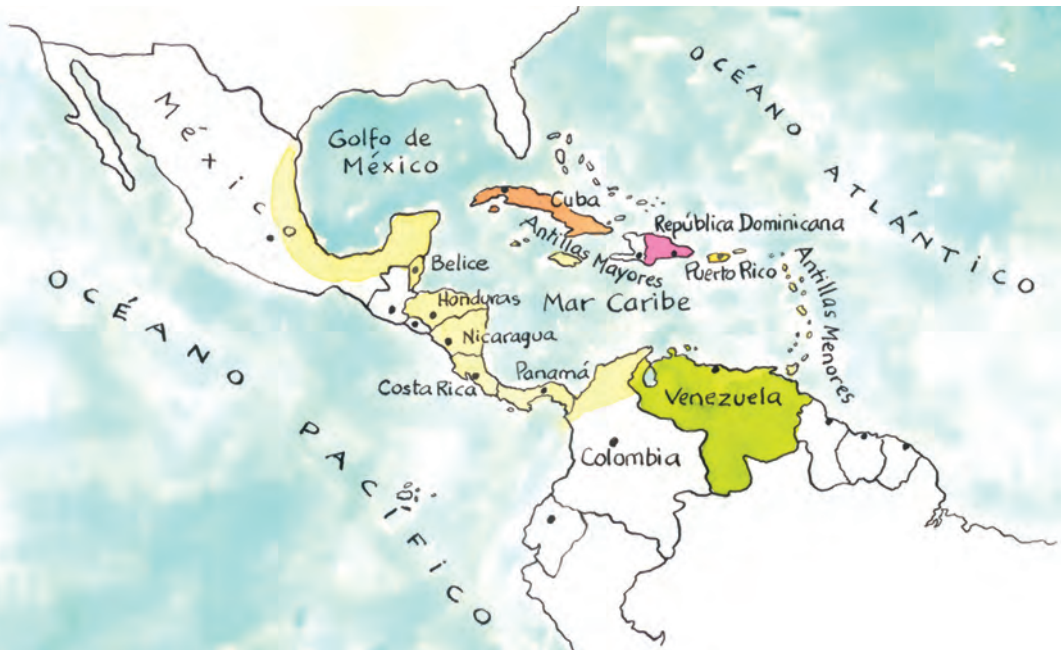 OCÉANO ATLÁNTICO
México
Golfo de
México
Cuba
República Dominicana
Antillas Mayores
Puerto Rico
Belice
Antillas Menores
Honduras
Mar Caribe
Nicaragua
OCÉANO PACÍFICO
Panamá
Costa Rica
Venezuela
Colombia